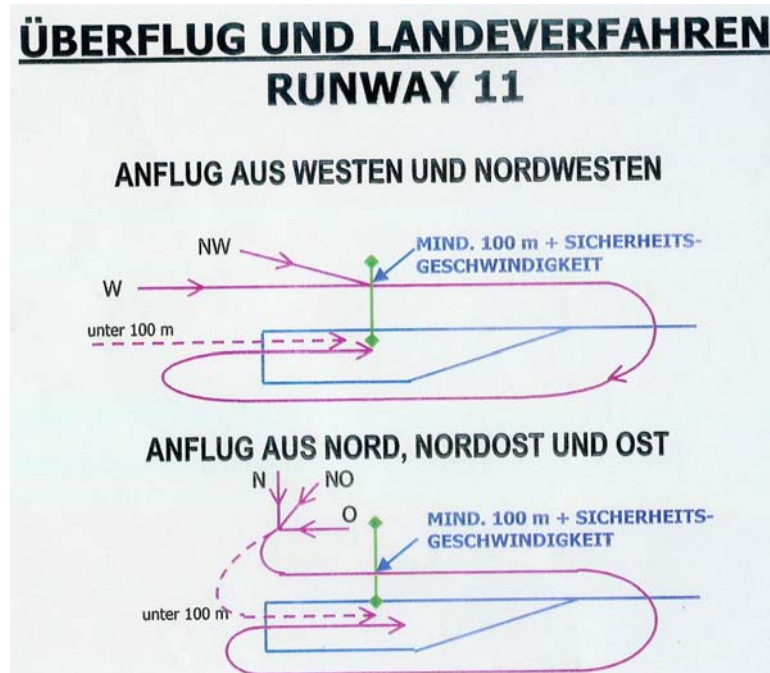 ÜBERFLUG UND LANDEVERFAHREN
RUNWAY 11
ANFLUG AUS WESTEN UND NORDWESTEN
NW
MIND. 100 m + SICHERHEITS-
GESCHWINDIGKEIT
W
unter 100 m
ANFLUG AUS NORD, NORDOST UND OST
N
NO
O
MIND. 100 m + SICHERHEITS-
GESCHWINDIGKEIT
unter 100 m